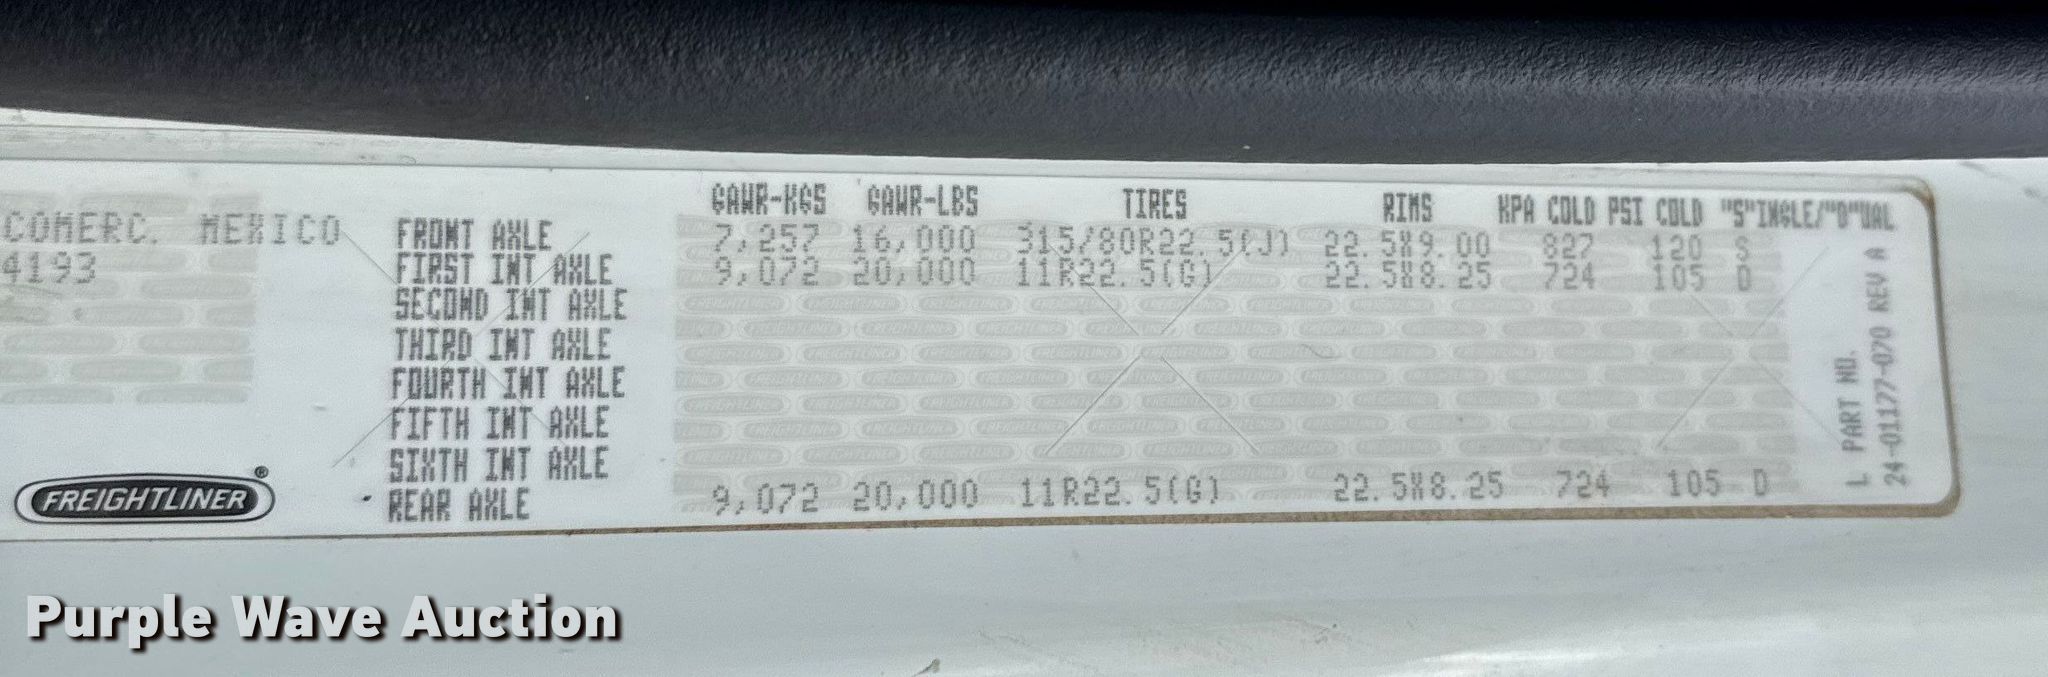 GAWR-KGS GAWR-LBS TIRES RIMS KPA COLD PSI COLD "S"INGLE/"D"UAL
COMERC. MEXICO
4193
FRONT AXLE 7,257 16,000 315/80R22.5(J) 22.5X9.00 827 120 S
FIRST INT AXLE 9,072 20,000 11R22.5(G) 22.5X8.25 724 105 D
SECOND INT AXLE
THIRD INT AXLE
FOURTH INT AXLE
FIFTH INT AXLE
SIXTH INT AXLE
REAR AXLE 9,072 20,000 11R22.5(G) 22.5X8.25 724 105 D
FREIGHTLINER®
L PART NO.
24-01177-070 REV A
Purple Wave Auction